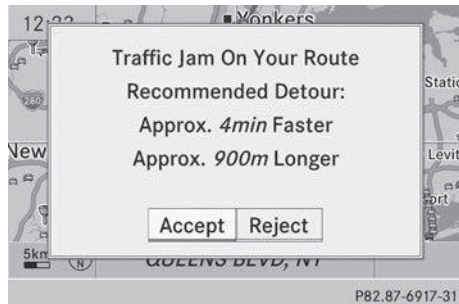 Yonkers
Traffic Jam On Your Route
Recommended Detour:
Approx. 4min Faster
Approx. 900m Longer
Accept Reject
280
New
Levit
5km
N
QUEENS BLVD, NY
P82.87-6917-31